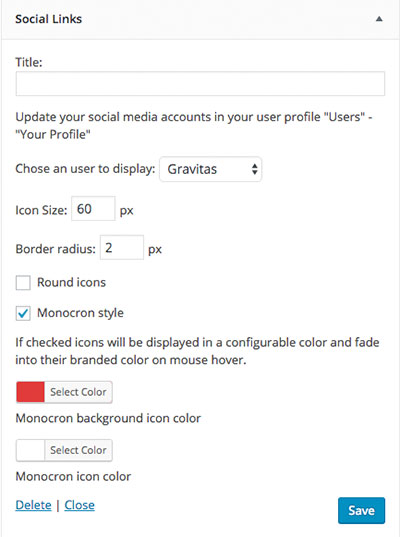 Social Links
Title:
Update your social media accounts in your user profile "Users" -
"Your Profile"
Chose an user to display: Gravitas
Icon Size: 60 px
Border radius: 2 px
Round icons
Monocron style
If checked icons will be displayed in a configurable color and fade
into their branded color on mouse hover.
Select Color
Monocron background icon color
Select Color
Monocron icon color
Delete | Close Save